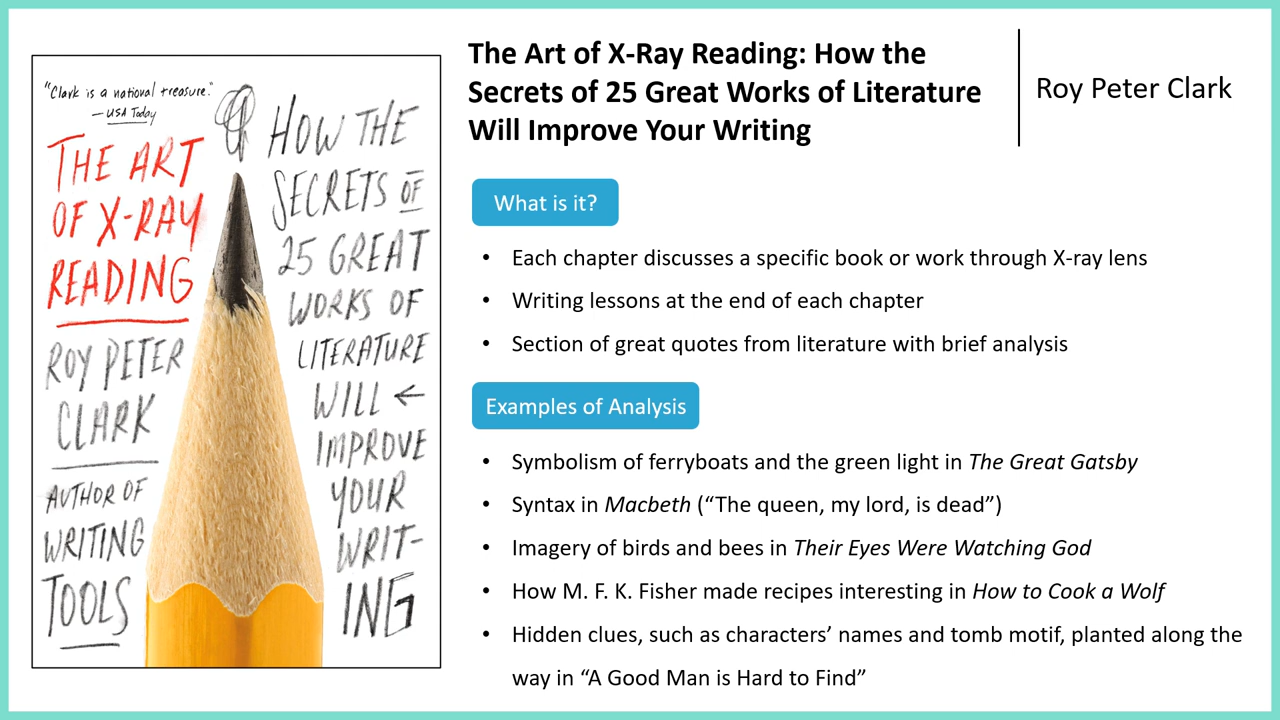 "Clark is a national treasure."
—USA Today
THE ART
OF X-RAY
READING
ROY PETER
CLARK
AUTHOR OF
WRITING
TOOLS
HOW THE
SECRETS OF
25 GREAT
WORKS OF
LITERATURE
WILL ←
IMPROVE
YOUR
WRIT-
ING
The Art of X-Ray Reading: How the
Secrets of 25 Great Works of Literature
Will Improve Your Writing
Roy Peter Clark
What is it?
• Each chapter discusses a specific book or work through X-ray lens
• Writing lessons at the end of each chapter
• Section of great quotes from literature with brief analysis
Examples of Analysis
• Symbolism of ferryboats and the green light in The Great Gatsby
• Syntax in Macbeth (“The queen, my lord, is dead”)
• Imagery of birds and bees in Their Eyes Were Watching God
• How M. F. K. Fisher made recipes interesting in How to Cook a Wolf
• Hidden clues, such as characters’ names and tomb motif, planted along the
way in “A Good Man is Hard to Find”